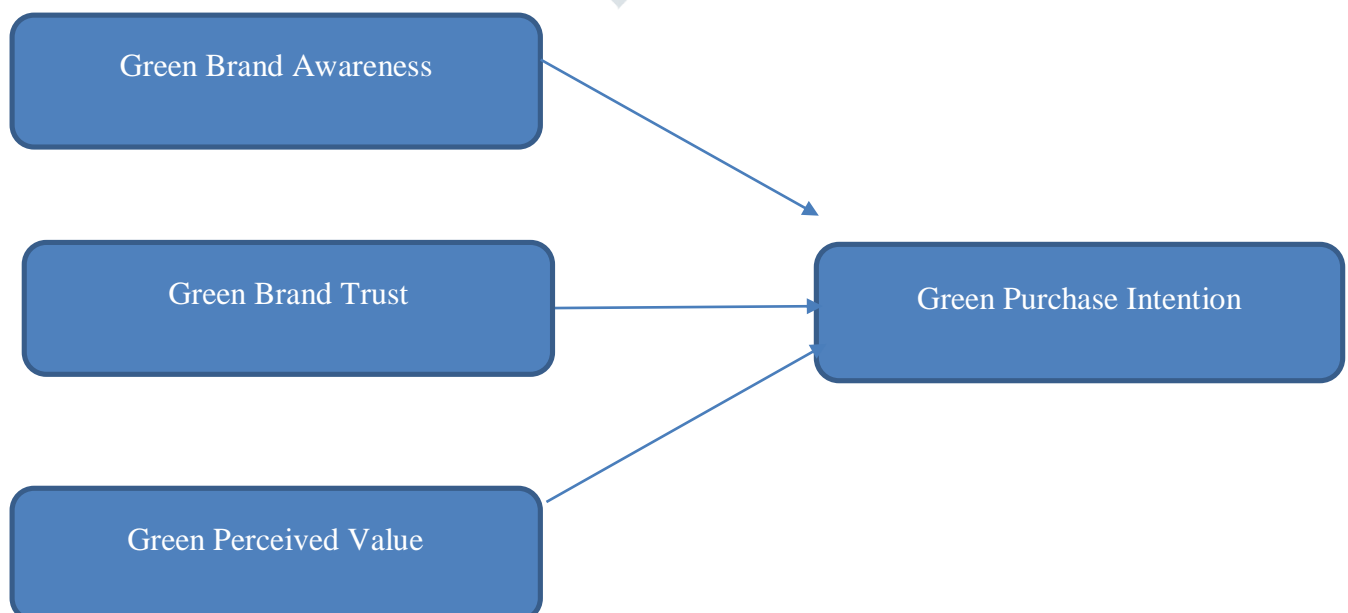 Green Brand Awareness
Green Brand Trust
Green Purchase Intention
Green Perceived Value